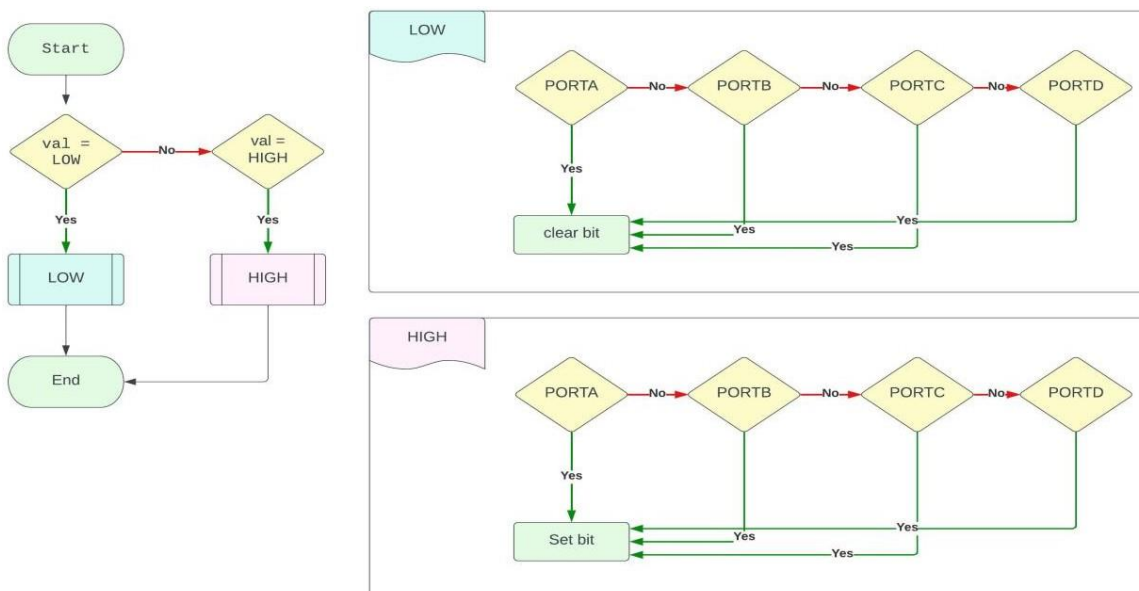 Start
val =
LOW
No
val =
HIGH
Yes
Yes
LOW
HIGH
End
LOW
PORTA
No
PORTB
No
PORTC
No
PORTD
Yes
Yes
Yes
Yes
clear bit
HIGH
PORTA
No
PORTB
No
PORTC
No
PORTD
Yes
Yes
Yes
Yes
Set bit